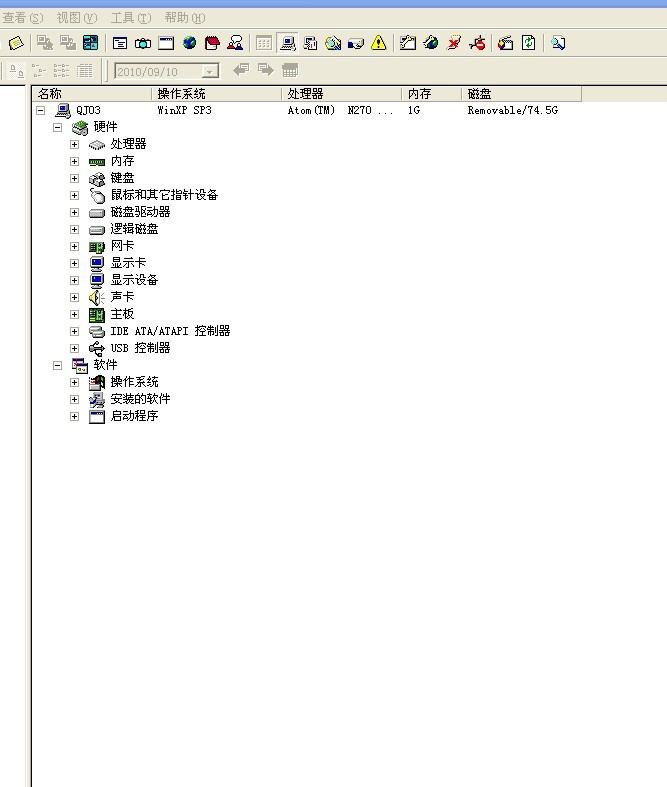 查看(S) 视图(V) 工具(T) 帮助(H)
2010/09/10
名称 操作系统 处理器 内存 磁盘
QJ03 WinXP SP3 Atom(TM) N270 ... 1G Removable/74.5G
硬件
处理器
内存
键盘
鼠标和其它指针设备
磁盘驱动器
逻辑磁盘
网卡
显示卡
显示设备
声卡
主板
IDE ATA/ATAPI 控制器
USB 控制器
软件
操作系统
安装的软件
启动程序